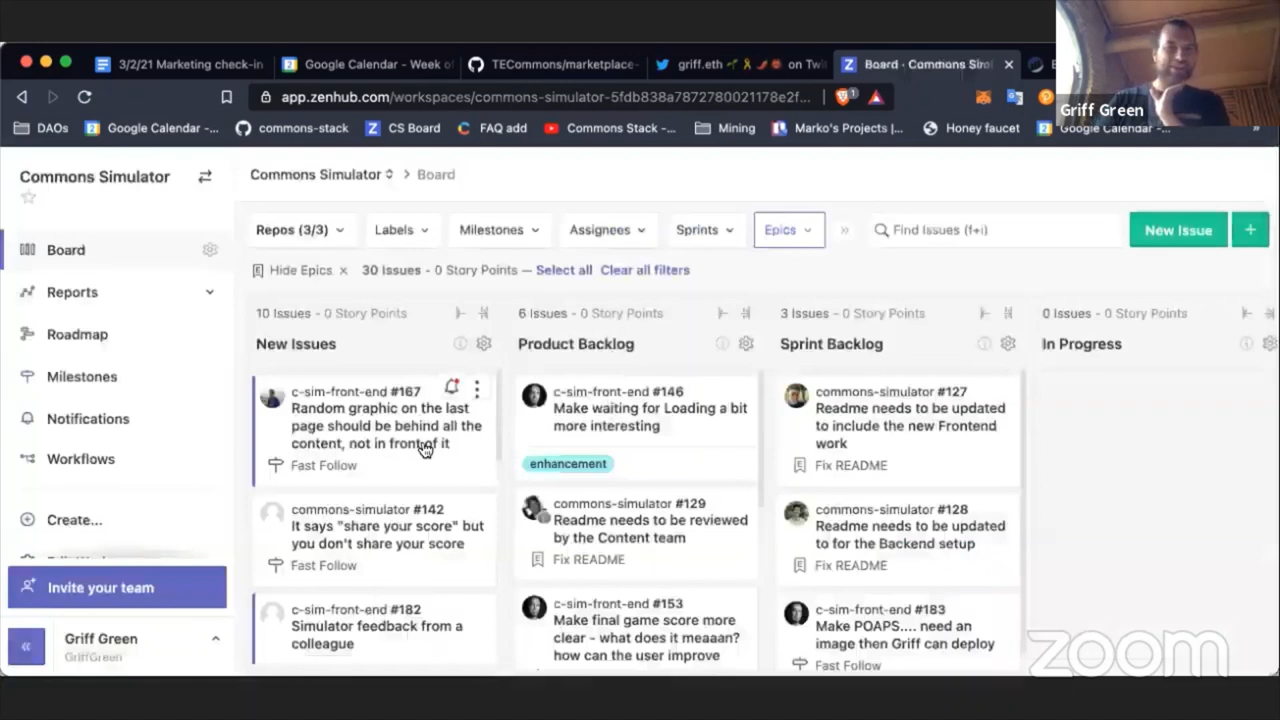 3/2/21 Marketing check-in
Google Calendar - Week of
TECommons/marketplace-
griff.eth
on Twi
Board · Commons Simul
Griff Green
app.zenhub.com/workspaces/commons-simulator-5fdb838a7872780021178e2f...
1
DAOs
Google Calendar -...
commons-stack
CS Board
FAQ add
Commons Stack -...
Mining
Marko's Projects |...
Honey faucet
Google Calendar -...
Commons Simulator
Commons Simulator > Board
Board
Reports
Roadmap
Milestones
Notifications
Workflows
Create...
Invite your team
Griff Green
GriffGreen
Repos (3/3)
Labels
Milestones
Assignees
Sprints
Epics
Find Issues (f+i)
New Issue
+
Hide Epics × 30 Issues - 0 Story Points — Select all Clear all filters
10 Issues - 0 Story Points
New Issues
c-sim-front-end #167
Random graphic on the last
page should be behind all the
content, not in front of it
Fast Follow
commons-simulator #142
It says "share your score" but
you don't share your score
Fast Follow
c-sim-front-end #182
Simulator feedback from a
colleague
6 Issues - 0 Story Points
Product Backlog
c-sim-front-end #146
Make waiting for Loading a bit
more interesting
enhancement
commons-simulator #129
Readme needs to be reviewed
by the Content team
Fix README
c-sim-front-end #153
Make final game score more
clear - what does it meaaan?
how can the user improve
3 Issues - 0 Story Points
Sprint Backlog
commons-simulator #127
Readme needs to be updated
to include the new Frontend
work
Fix README
commons-simulator #128
Readme needs to be updated
to for the Backend setup
Fix README
c-sim-front-end #183
Make POAPS.... need an
image then Griff can deploy
Fast Follow
0 Issues - 0 Story Points
In Progress
zoom